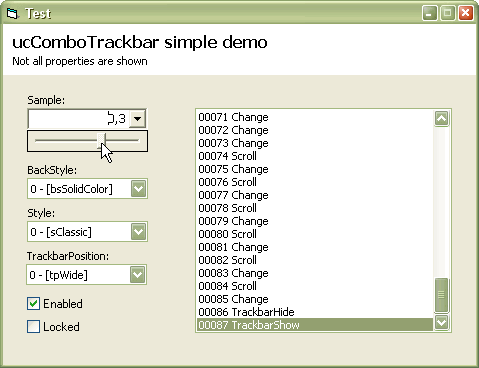 Test
ucComboTrackbar simple demo
Not all properties are shown
Sample:
,3
BackStyle:
0 - [bsSolidColor]
Style:
0 - [sClassic]
TrackbarPosition:
0 - [tpWide]
Enabled
Locked
00071 Change
00072 Change
00073 Change
00074 Scroll
00075 Change
00076 Scroll
00077 Change
00078 Scroll
00079 Change
00080 Scroll
00081 Change
00082 Scroll
00083 Change
00084 Scroll
00085 Change
00086 TrackbarHide
00087 TrackbarShow